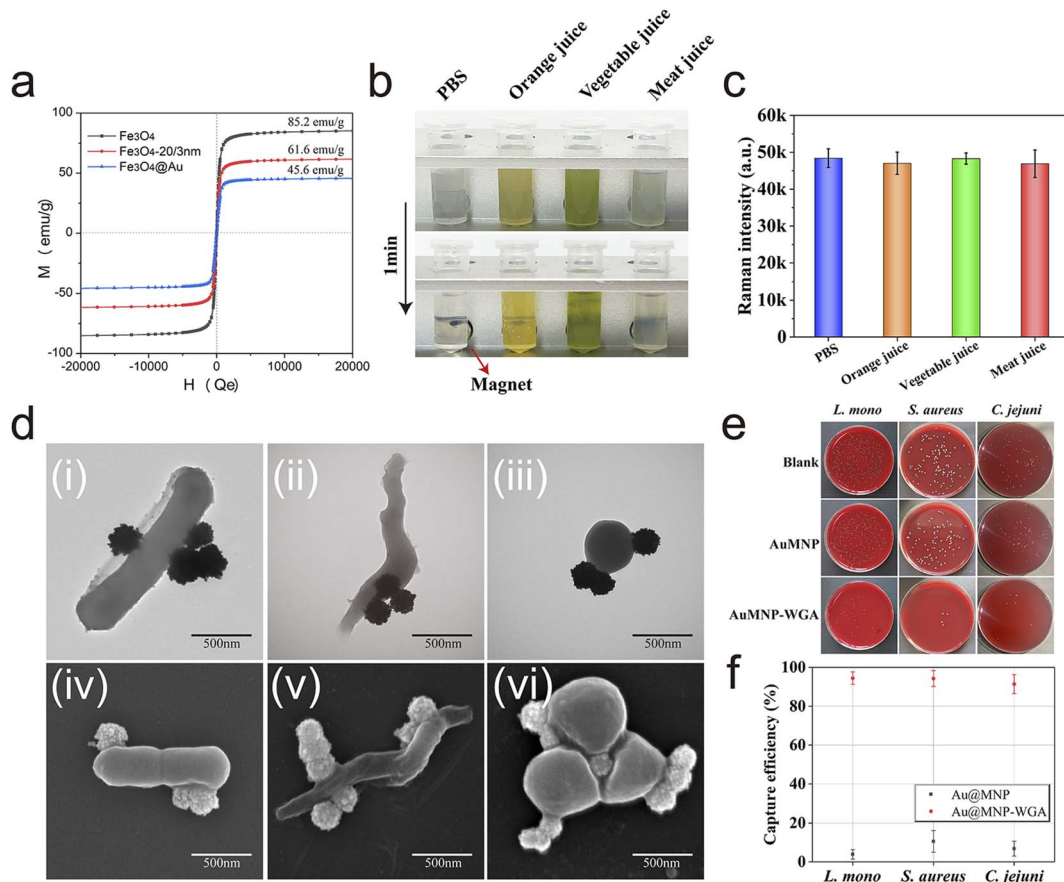 a
100
50
0
-50
-100
M ( emu/g)
Fe3O4
Fe3O4-20/3nm
Fe3O4@Au
85.2 emu/g
61.6 emu/g
45.6 emu/g
-20000 -10000 0 10000 20000
H ( Qe)
b
PBS
Orange juice
Vegetable juice
Meat juice
1min
Magnet
c
Raman intensity (a.u.)
60k
50k
40k
30k
20k
10k
0
PBS
Orange juice
Vegetable juice
Meat juice
d
(i)
500nm
(ii)
500nm
(iii)
500nm
(iv)
500nm
(v)
500nm
(vi)
500nm
e
L. mono S. aureus C. jejuni
Blank
AuMNP
AuMNP-WGA
f
Capture efficiency (%)
100
80
60
40
20
0
Au@MNP
Au@MNP-WGA
L. mono S. aureus C. jejuni